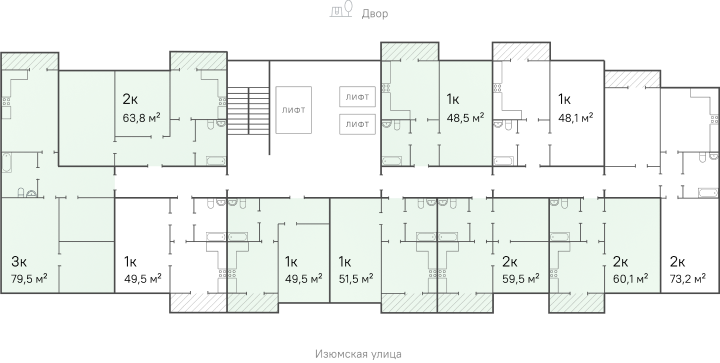 Двор
2к
63,8 м²
лифт
лифт
лифт
1к
48,5 м²
1к
48,1 м²
3к
79,5 м²
1к
49,5 м²
1к
49,5 м²
1к
51,5 м²
2к
59,5 м²
2к
60,1 м²
2к
73,2 м²
Изюмская улица